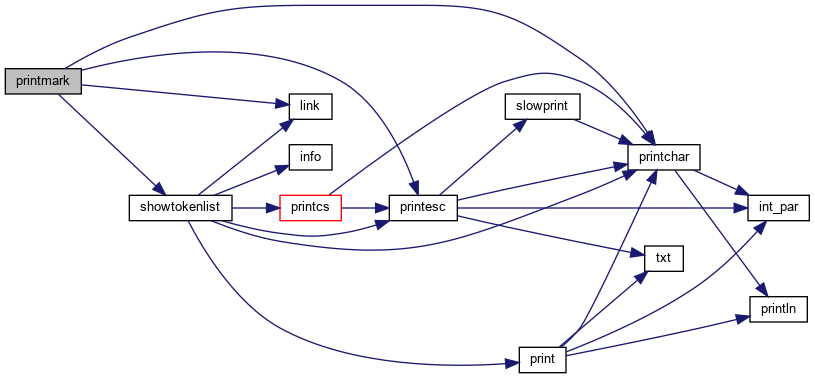 printmark
link
info
showtokenlist
printcs
printesc
slowprint
printchar
int_par
txt
println
print